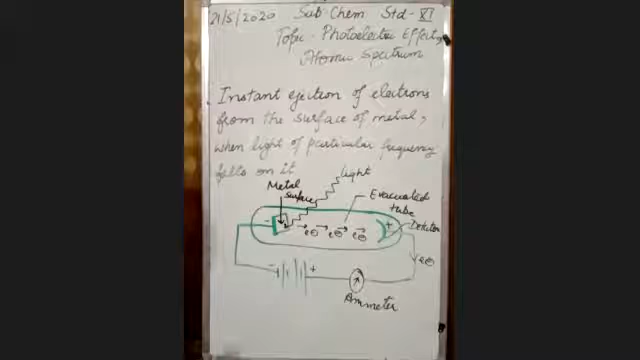 21/5/2020 Sub Chem Std - XI
Topic - Photoelectric Effect,
Atomic Spectrum
Instant ejection of electrons
from the surface of metal,
when light of particular frequency
falls on it
light
Metal
surface
Evacuated
tube
-
+
Detector
e⊖ e⊖ e⊖
e⊖
- +
Ammeter